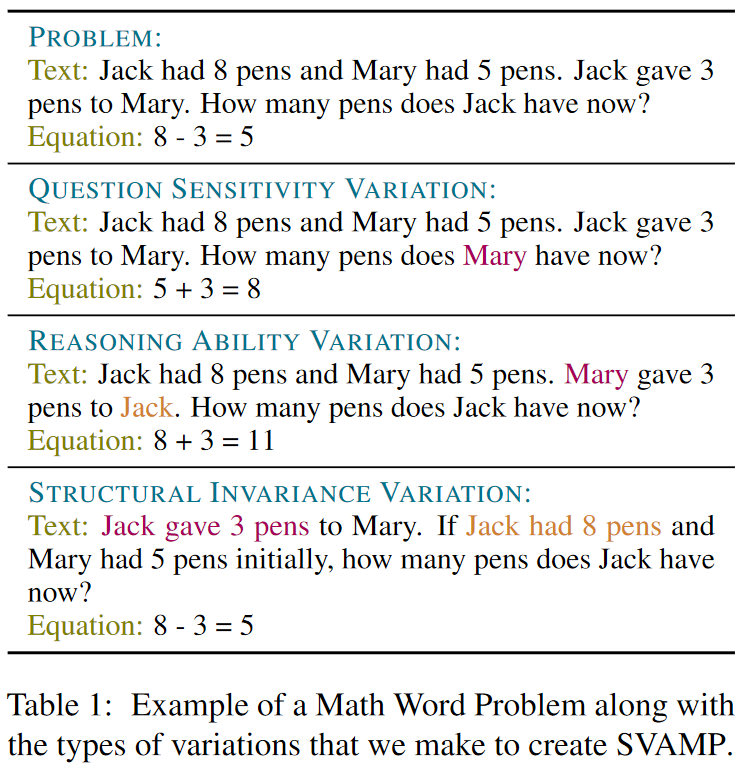 PROBLEM:
Text: Jack had 8 pens and Mary had 5 pens. Jack gave 3
pens to Mary. How many pens does Jack have now?
Equation: 8 - 3 = 5
QUESTION SENSITIVITY VARIATION:
Text: Jack had 8 pens and Mary had 5 pens. Jack gave 3
pens to Mary. How many pens does Mary have now?
Equation: 5 + 3 = 8
REASONING ABILITY VARIATION:
Text: Jack had 8 pens and Mary had 5 pens. Mary gave 3
pens to Jack. How many pens does Jack have now?
Equation: 8 + 3 = 11
STRUCTURAL INVARIANCE VARIATION:
Text: Jack gave 3 pens to Mary. If Jack had 8 pens and
Mary had 5 pens initially, how many pens does Jack have
now?
Equation: 8 - 3 = 5
Table 1: Example of a Math Word Problem along with
the types of variations that we make to create SVAMP.